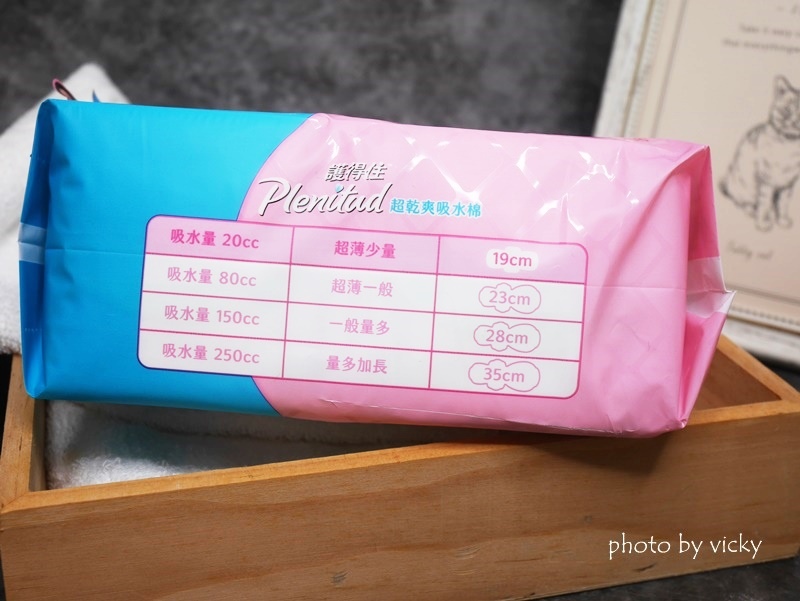 護得住
Plenitud 超乾爽吸水棉
吸水量 20cc 超薄少量 19cm
吸水量 80cc 超薄一般 23cm
吸水量 150cc 一般量多 28cm
吸水量 250cc 量多加長 35cm
photo by vicky